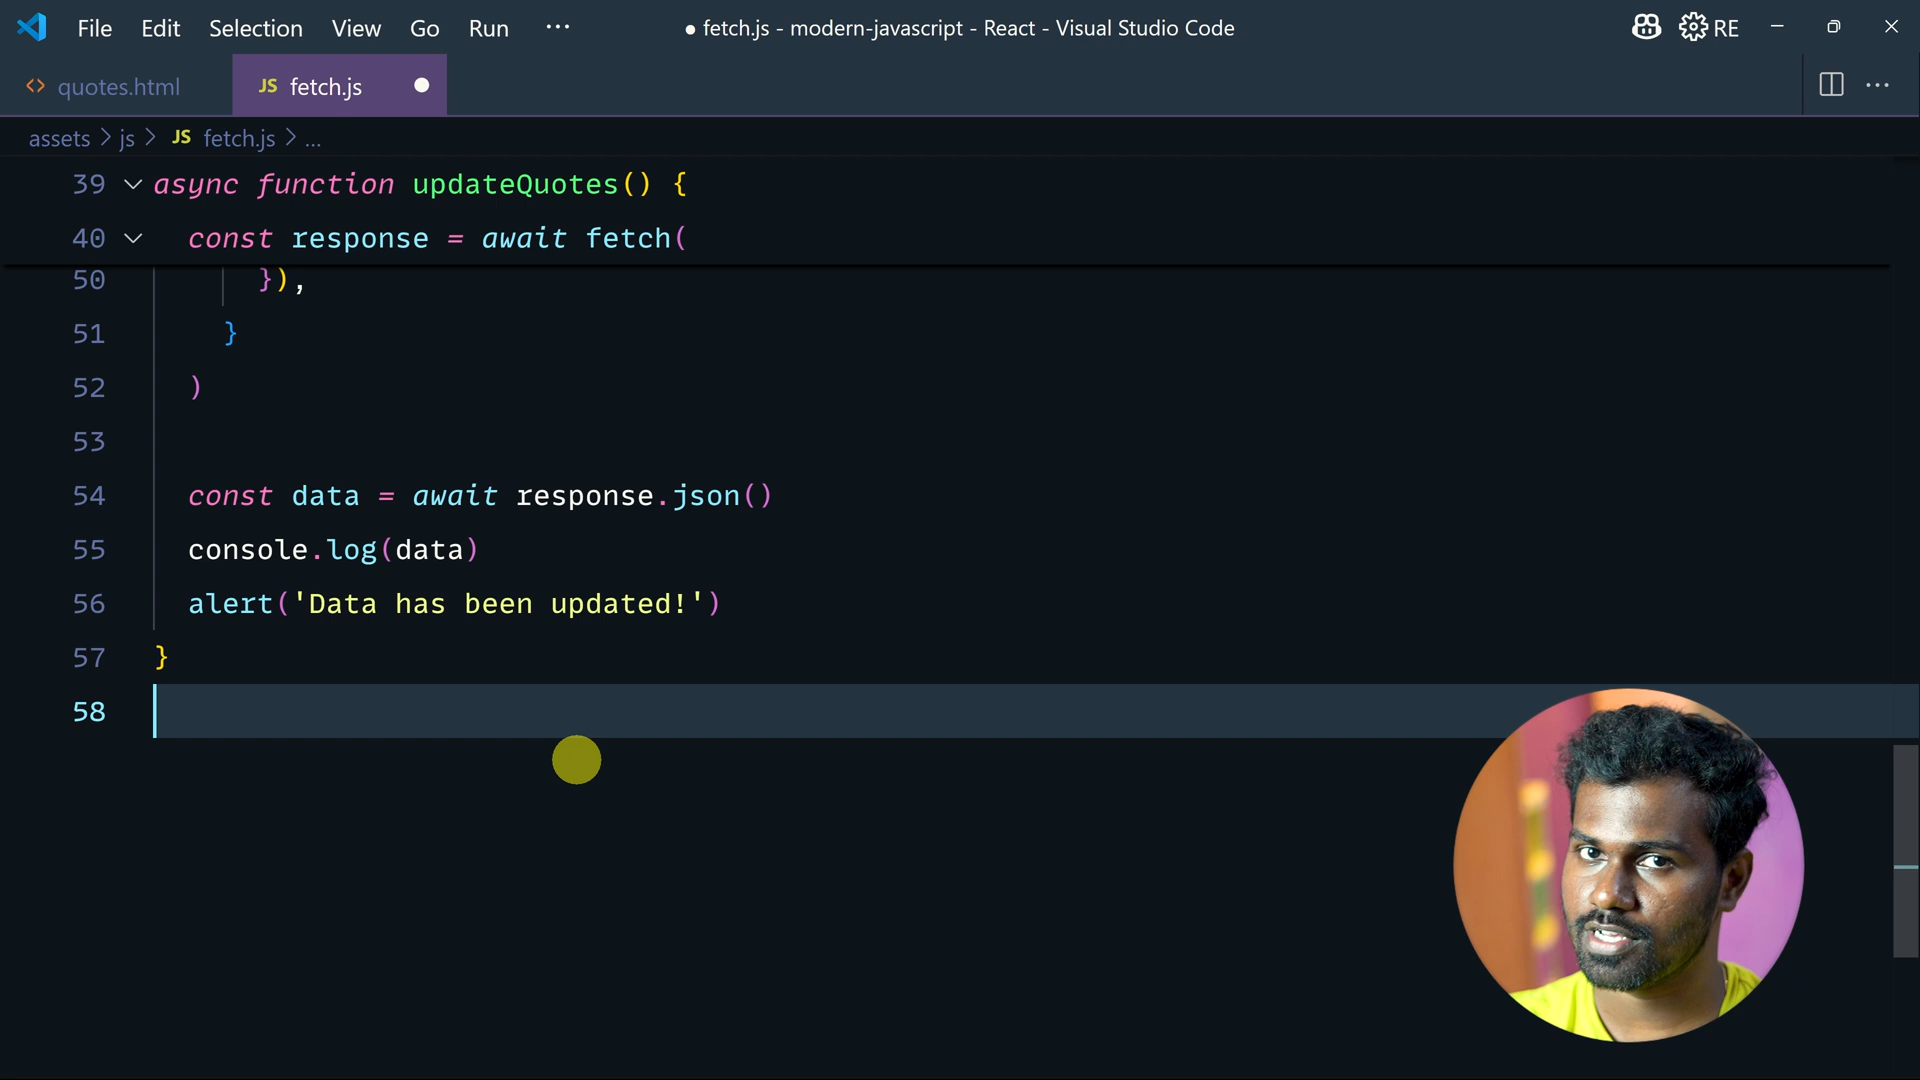 File Edit Selection View Go Run ···
● fetch.js - modern-javascript - React - Visual Studio Code
RE
<> quotes.html
JS fetch.js ●
assets > js > JS fetch.js > ...
39 async function updateQuotes() {
40 const response = await fetch(
50 }),
51 }
52 )
53
54 const data = await response.json()
55 console.log(data)
56 alert('Data has been updated!')
57 }
58